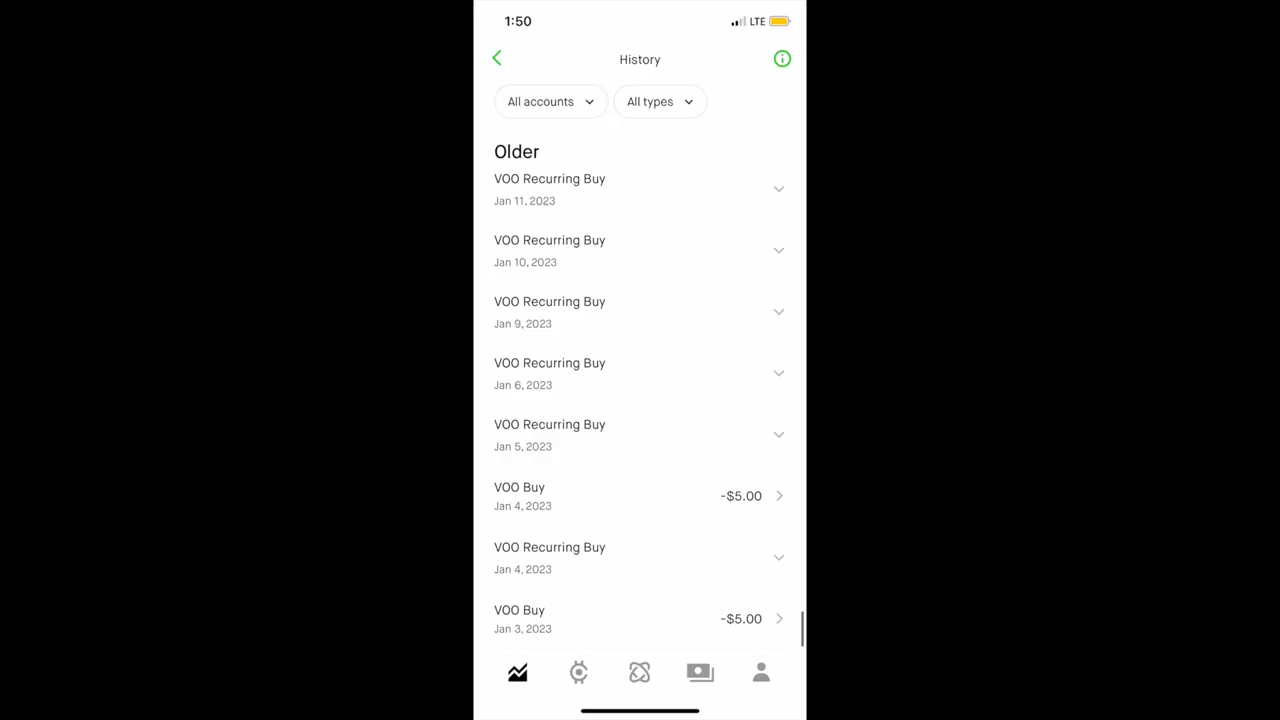 1:50
LTE
History
All accounts
All types
Older
VOO Recurring Buy
Jan 11, 2023
VOO Recurring Buy
Jan 10, 2023
VOO Recurring Buy
Jan 9, 2023
VOO Recurring Buy
Jan 6, 2023
VOO Recurring Buy
Jan 5, 2023
VOO Buy
-$5.00
Jan 4, 2023
VOO Recurring Buy
Jan 4, 2023
VOO Buy
-$5.00
Jan 3, 2023